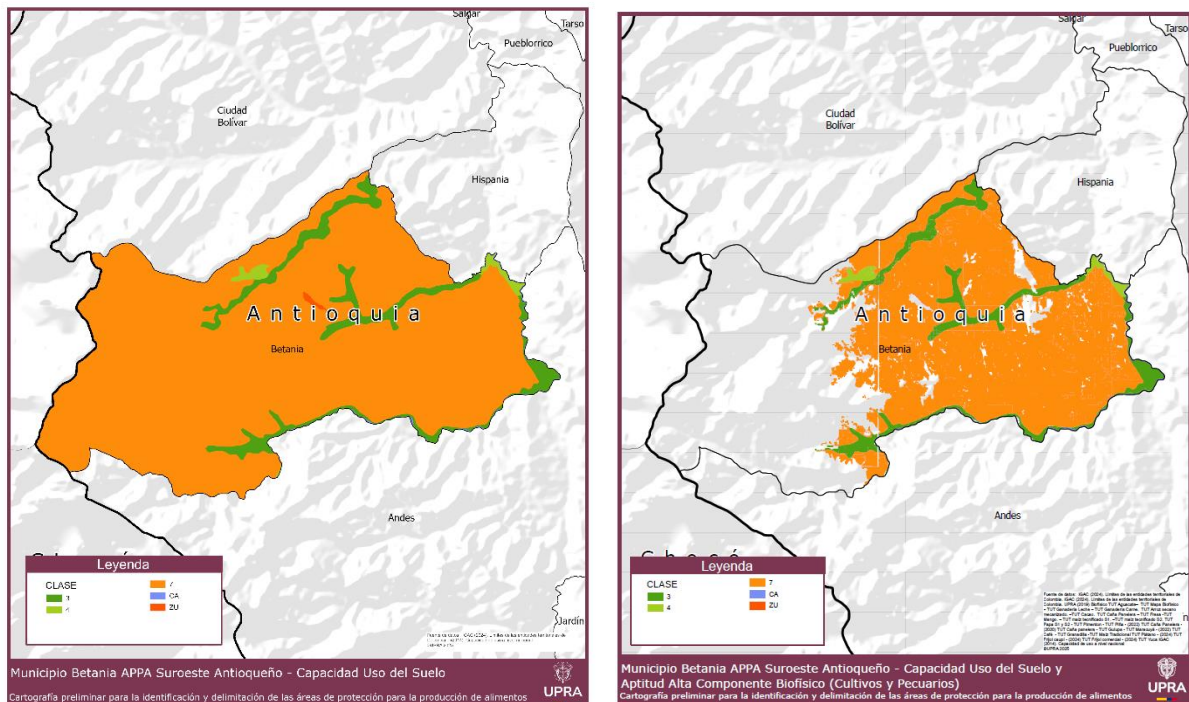 Salgar
Tarso
Pueblorrico
Ciudad
Bolívar
Hispania
Antioquia
Betania
Andes
Jardín
Leyenda
CLASE
3
4
7
CA
ZU
Municipio Betania APPA Suroeste Antioqueño - Capacidad Uso del Suelo
Cartografía preliminar para la identificación y delimitación de las áreas de protección para la producción de alimentos
UPRA
Salgar
Tarso
Pueblorrico
Ciudad
Bolívar
Hispania
Antioquia
Betania
Andes
Chocó
Leyenda
CLASE
3
4
7
CA
ZU
Municipio Betania APPA Suroeste Antioqueño - Capacidad Uso del Suelo y
Aptitud Alta Componente Biofísico (Cultivos y Pecuarios)
Cartografía preliminar para la identificación y delimitación de las áreas de protección para la producción de alimentos
UPRA